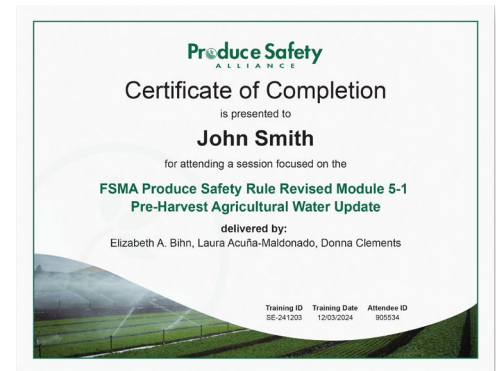 Produce Safety
ALLIANCE
Certificate of Completion
is presented to
John Smith
for attending a session focused on the
FSMA Produce Safety Rule Revised Module 5-1
Pre-Harvest Agricultural Water Update
delivered by:
Elizabeth A. Bihn, Laura Acuña-Maldonado, Donna Clements
Training ID Training Date Attendee ID
SE-241203 12/03/2024 905534